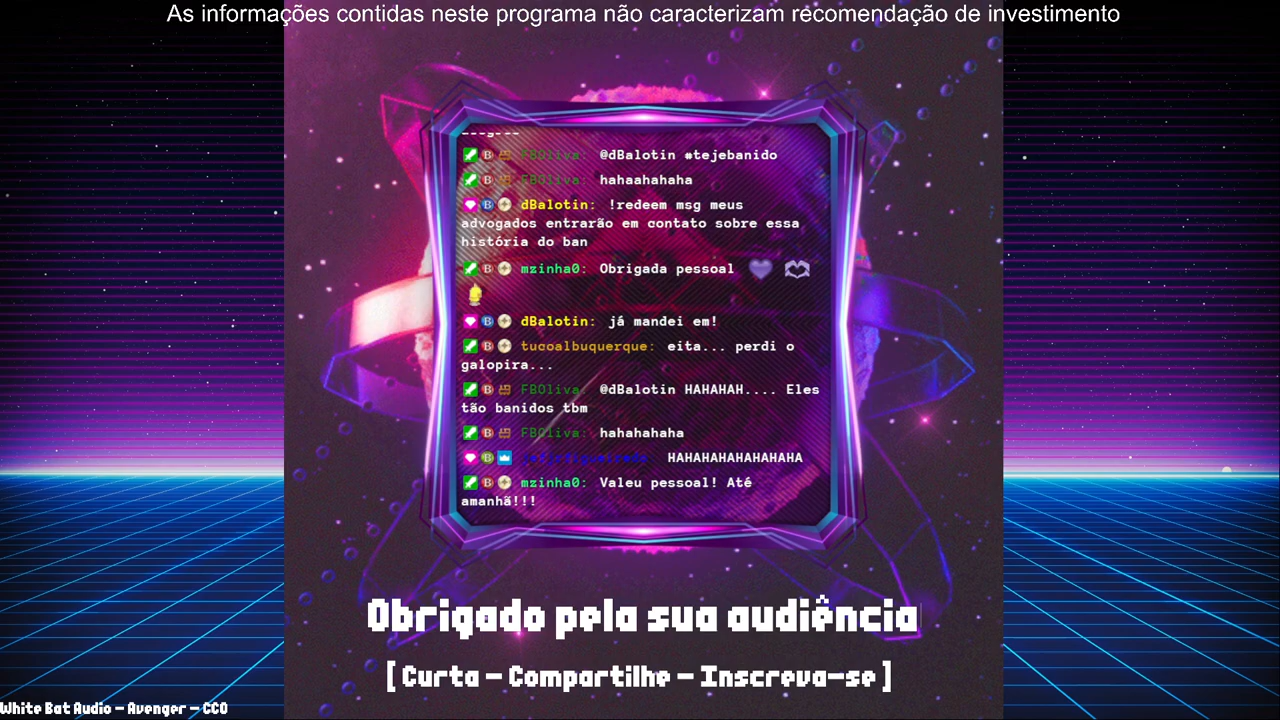 As informações contidas neste programa não caracterizam recomendação de investimento
FBOliva: @dBalotin #tejebanido
FBOliva: hahaahahaha
dBalotin: !redeem msg meus
advogados entrarão em contato sobre essa
história do ban
mzinha0: Obrigada pessoal
dBalotin: já mandei em!
tucoalbuquerque: eita... perdi o
galopira...
FBOliva: @dBalotin HAHAHAH.... Eles
tão banidos tbm
FBOliva: hahahahaha
HAHAHAHAHAHAHAHA
mzinha0: Valeu pessoal! Até
amanhã!!!
Obrigado pela sua audiência
[ Curta - Compartilhe - Inscreva-se ]
White Bat Audio - Avenger - CC0